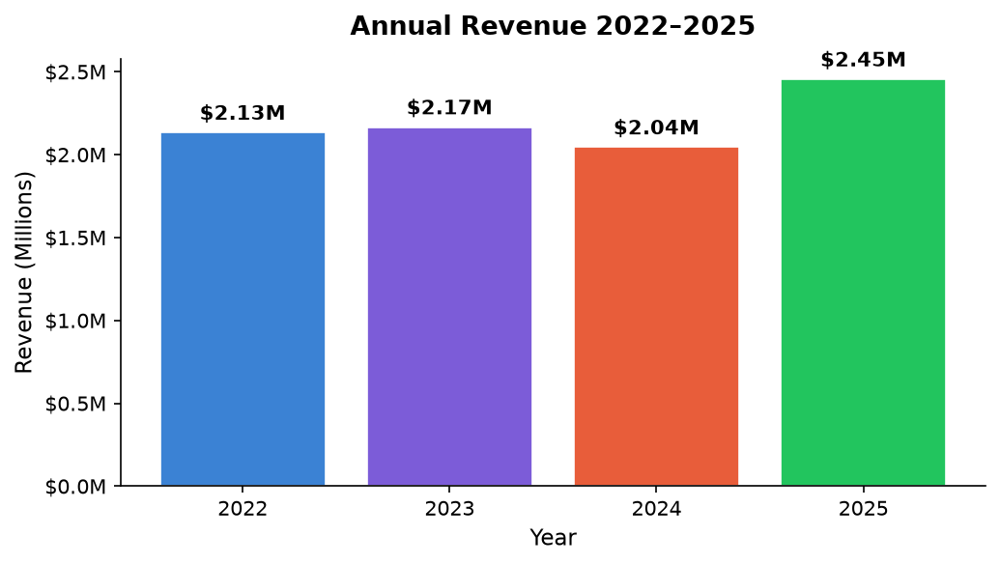 Annual Revenue 2022–2025
$2.5M
$2.0M
$1.5M
$1.0M
$0.5M
$0.0M
Revenue (Millions)
$2.13M
$2.17M
$2.04M
$2.45M
2022
2023
2024
2025
Year